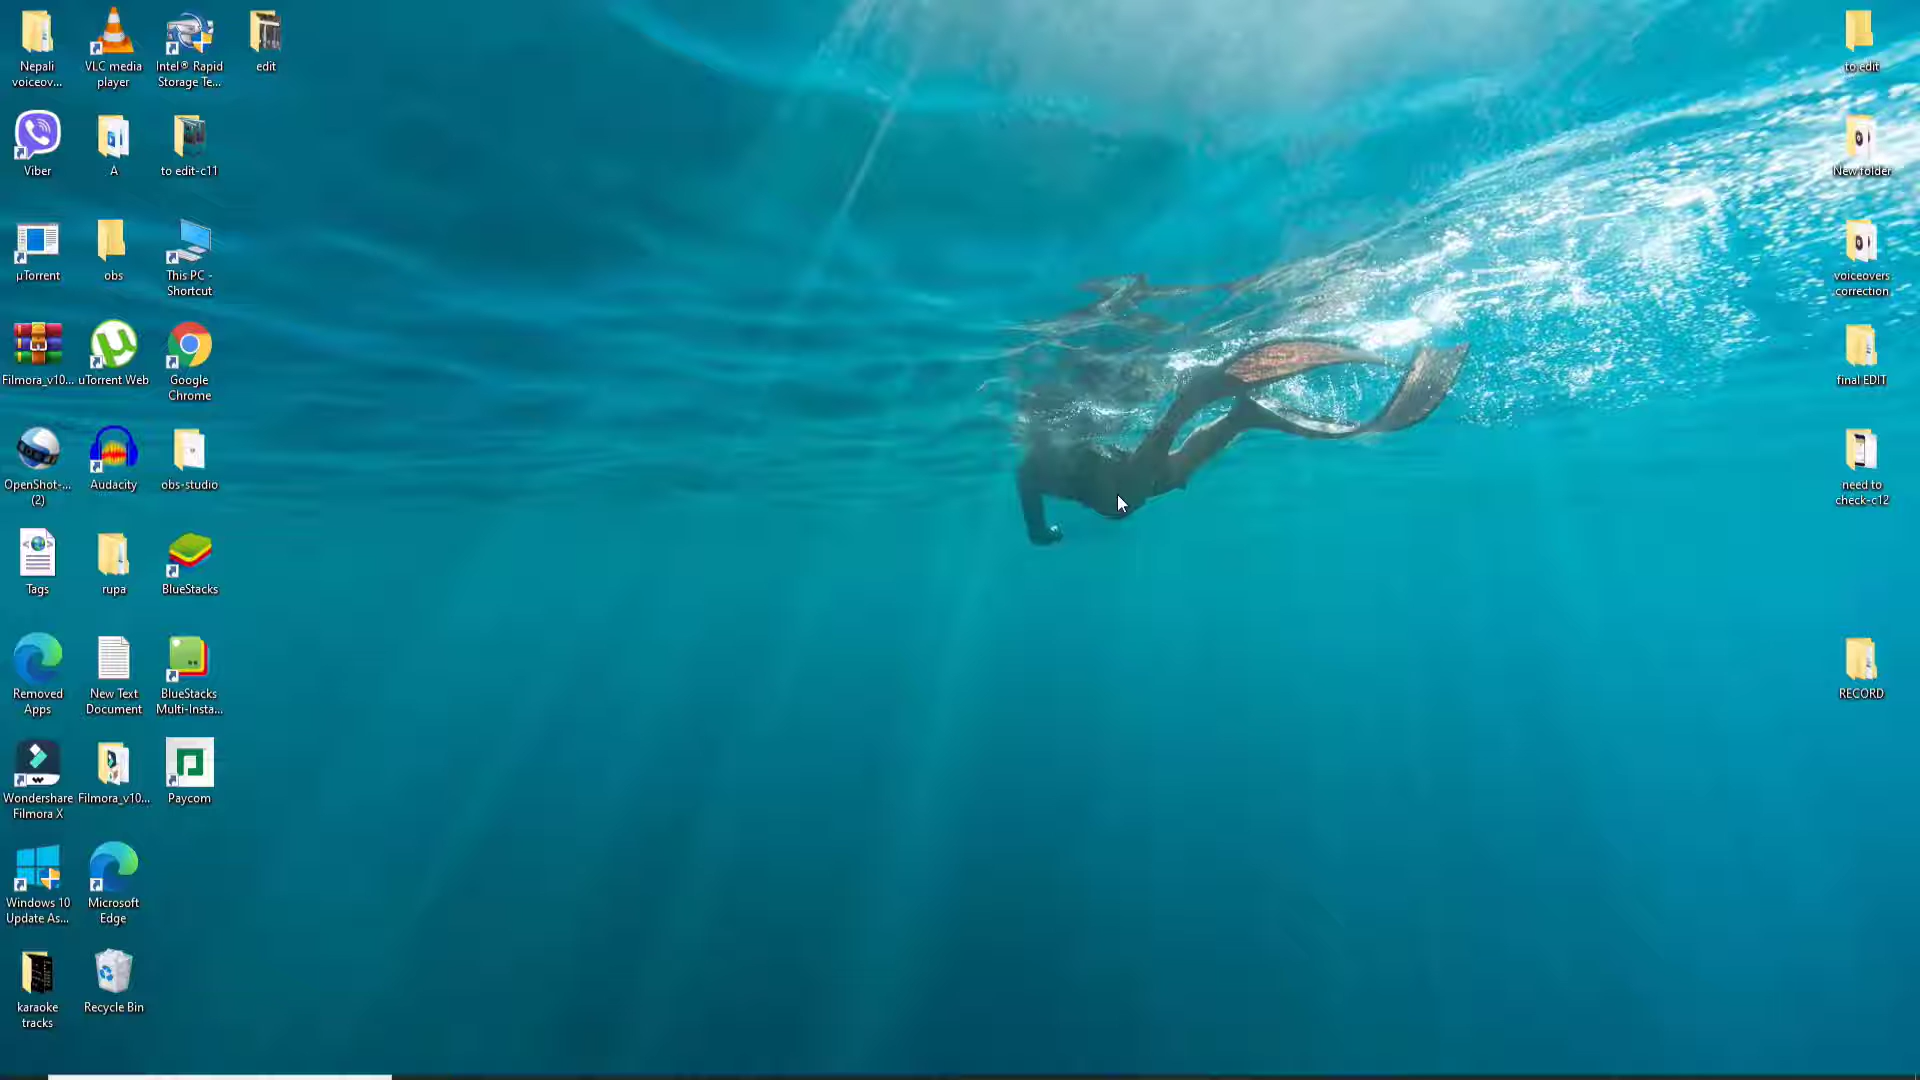 Nepali
voiceov...
VLC media
player
Intel® Rapid
Storage Te...
edit
to edit
Viber
A
to edit-c11
New folder
µTorrent
obs
This PC -
Shortcut
voiceovers
correction
Filmora_v10...
uTorrent Web
Google
Chrome
final EDIT
OpenShot-...
(2)
Audacity
obs-studio
need to
check-c12
Tags
rupa
BlueStacks
Removed
Apps
New Text
Document
BlueStacks
Multi-Insta...
RECORD
Wondershare
Filmora X
Filmora_v10...
Paycom
Windows 10
Update As...
Microsoft
Edge
karaoke
tracks
Recycle Bin